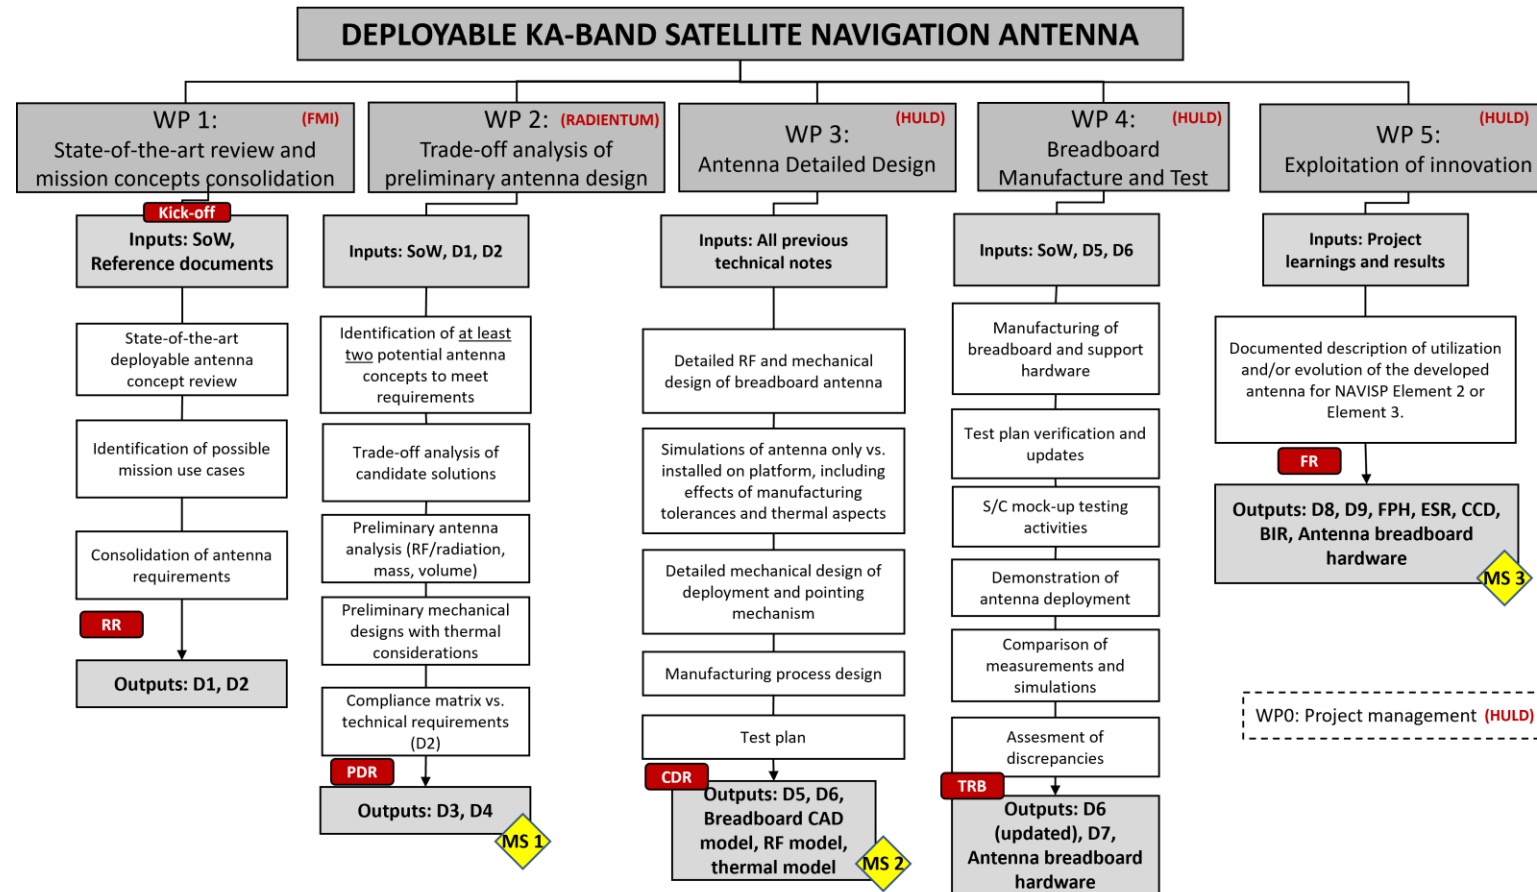 DEPLOYABLE KA-BAND SATELLITE NAVIGATION ANTENNA
WP 1: (FMI)
State-of-the-art review and
mission concepts consolidation
Kick-off
Inputs: SoW,
Reference documents
State-of-the-art
deployable antenna
concept review
Identification of possible
mission use cases
Consolidation of antenna
requirements
RR
Outputs: D1, D2
WP 2: (RADIENTUM)
Trade-off analysis of
preliminary antenna design
Inputs: SoW, D1, D2
Identification of at least
two potential antenna
concepts to meet
requirements
Trade-off analysis of
candidate solutions
Preliminary antenna
analysis (RF/radiation,
mass, volume)
Preliminary mechanical
designs with thermal
considerations
Compliance matrix vs.
technical requirements
(D2)
PDR
Outputs: D3, D4
MS 1
WP 3: (HULD)
Antenna Detailed Design
Inputs: All previous
technical notes
Detailed RF and mechanical
design of breadboard antenna
Simulations of antenna only vs.
installed on platform, including
effects of manufacturing
tolerances and thermal aspects
Detailed mechanical design of
deployment and pointing
mechanism
Manufacturing process design
Test plan
CDR
Outputs: D5, D6,
Breadboard CAD
model, RF model,
thermal model
MS 2
WP 4: (HULD)
Breadboard
Manufacture and Test
Inputs: SoW, D5, D6
Manufacturing of
breadboard and support
hardware
Test plan verification and
updates
S/C mock-up testing
activities
Demonstration of
antenna deployment
Comparison of
measurements and
simulations
Assesment of
discrepancies
TRB
Outputs: D6
(updated), D7,
Antenna breadboard
hardware
WP 5: (HULD)
Exploitation of innovation
Inputs: Project
learnings and results
Documented description of utilization
and/or evolution of the developed
antenna for NAVISP Element 2 or
Element 3.
FR
Outputs: D8, D9, FPH, ESR, CCD,
BIR, Antenna breadboard
hardware
MS 3
WP0: Project management (HULD)